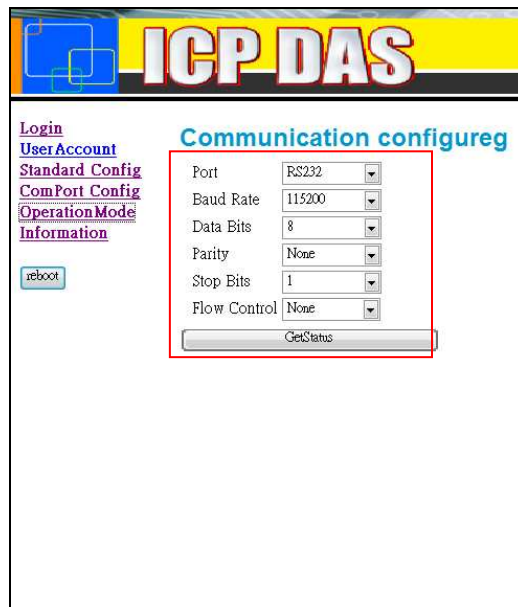 ICP DAS
Login
UserAccount
Standard Config
ComPort Config
OperationMode
Information
reboot
Communication configureg
Port RS232
Baud Rate 115200
Data Bits 8
Parity None
Stop Bits 1
Flow Control None
GetStatus